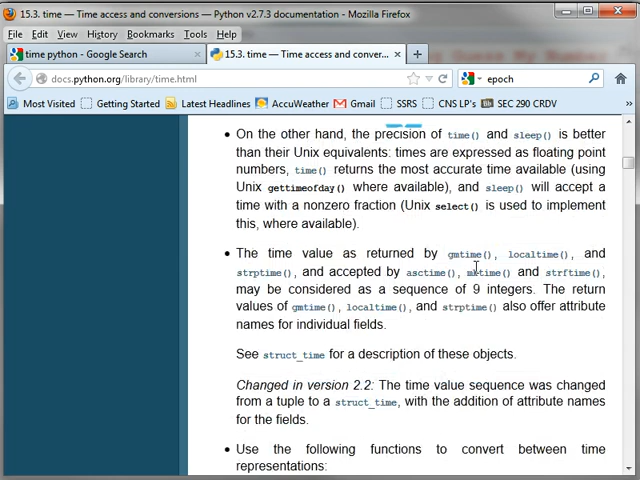 15.3. time — Time access and conversions — Python v2.7.3 documentation - Mozilla Firefox
File Edit View History Bookmarks Tools Help
time python - Google Search
15.3. time — Time access and conver...
docs.python.org/library/time.html
epoch
Most Visited Getting Started Latest Headlines AccuWeather Gmail SSRS CNS LP's SEC 290 CRDV
• On the other hand, the precision of time() and sleep() is better
than their Unix equivalents: times are expressed as floating point
numbers, time() returns the most accurate time available (using
Unix gettimeofday() where available), and sleep() will accept a
time with a nonzero fraction (Unix select() is used to implement
this, where available).
• The time value as returned by gmtime(), localtime(), and
strptime(), and accepted by asctime(), mktime() and strftime(),
may be considered as a sequence of 9 integers. The return
values of gmtime(), localtime(), and strptime() also offer attribute
names for individual fields.
See struct_time for a description of these objects.
Changed in version 2.2: The time value sequence was changed
from a tuple to a struct_time, with the addition of attribute names
for the fields.
• Use the following functions to convert between time
representations: